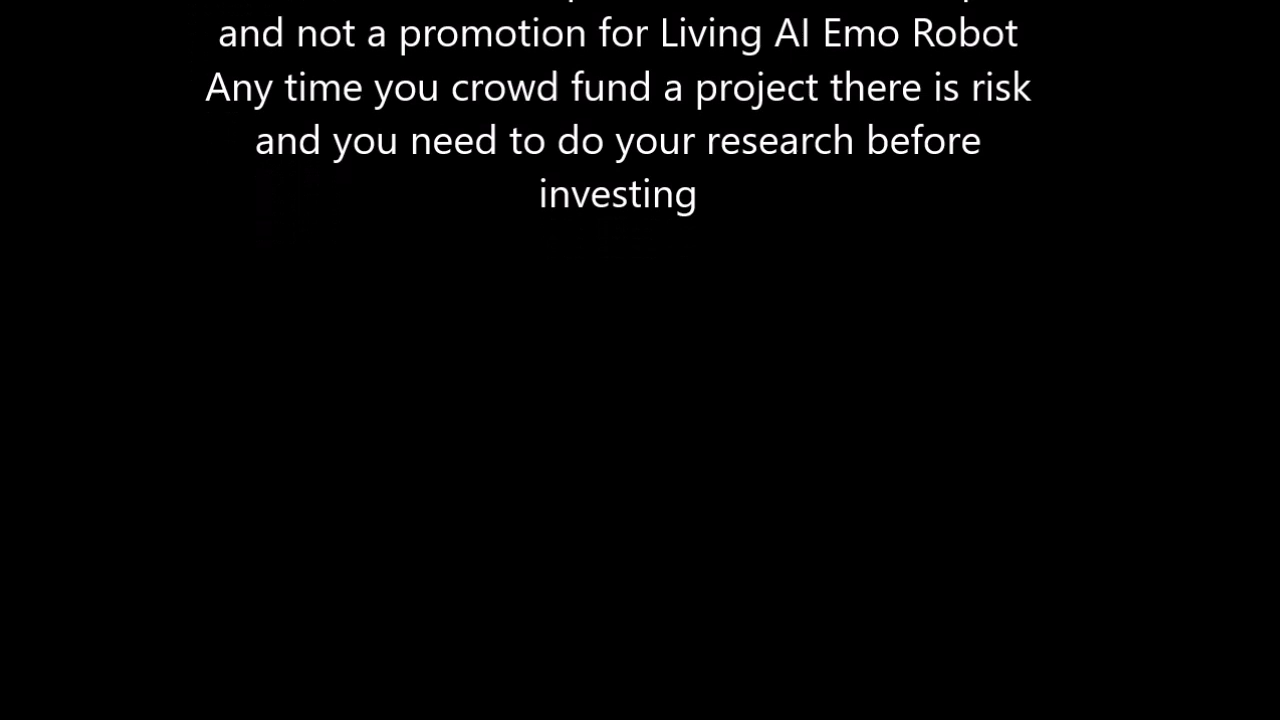 and not a promotion for Living AI Emo Robot
Any time you crowd fund a project there is risk
and you need to do your research before
investing